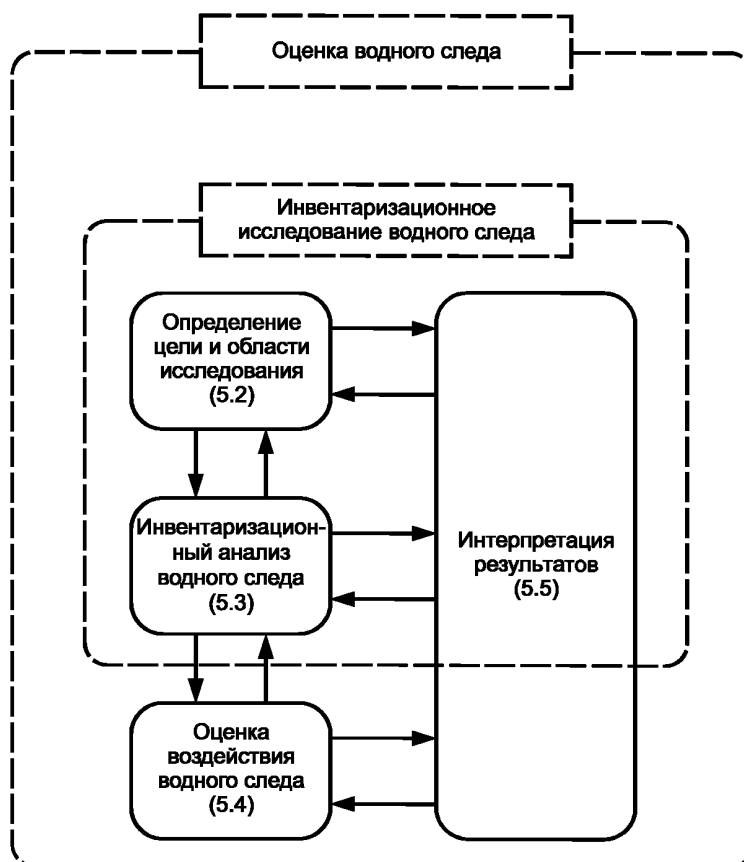 Оценка водного следа
Инвентаризационное
исследование водного следа
Определение
цели и области
исследования
(5.2)
Инвентаризацион-
ный анализ
водного следа
(5.3)
Интерпретация
результатов
(5.5)
Оценка
воздействия
водного следа
(5.4)